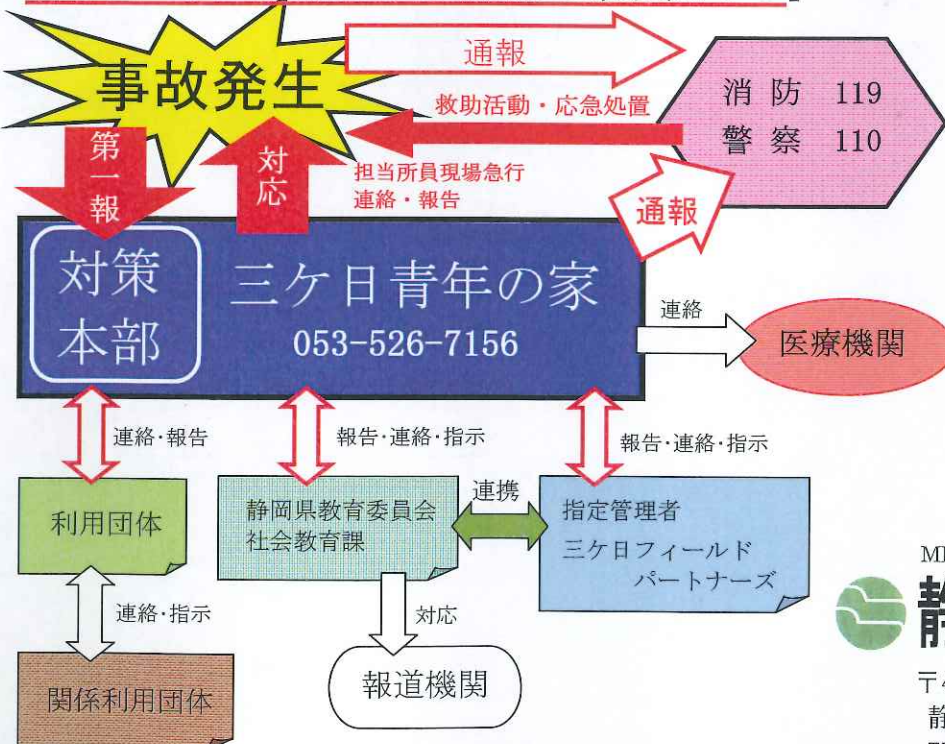 通報
事故発生
消防 119
警察 110
救助活動・応急処置
第一報
対応
担当所員現場急行
連絡・報告
通報
対策
本部
三ケ日青年の家
053-526-7156
連絡
医療機関
連絡・報告
報告・連絡・指示
報告・連絡・指示
利用団体
静岡県教育委員会
社会教育課
連携
指定管理者
三ケ日フィールド
パートナーズ
連絡・指示
対応
関係利用団体
報道機関
MI
静
〒4
静